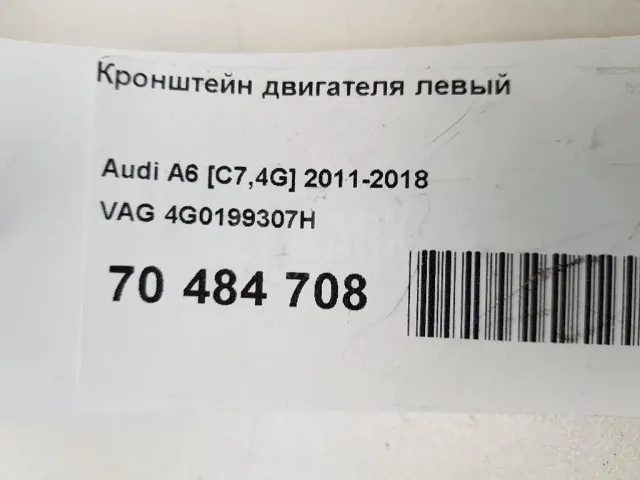 Кронштейн двигателя левый
Audi A6 [C7,4G] 2011-2018
VAG 4G0199307H
70 484 708